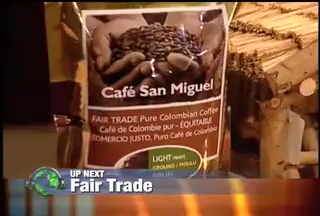 Café San Miguel
FAIR TRADE Pure Colombian Coffee
Café de Colombie pur - ÉQUITABLE
COMERCIO JUSTO, Puro Café de Colombia
LIGHT
GROUND / MOULU
UP NEXT
Fair Trade